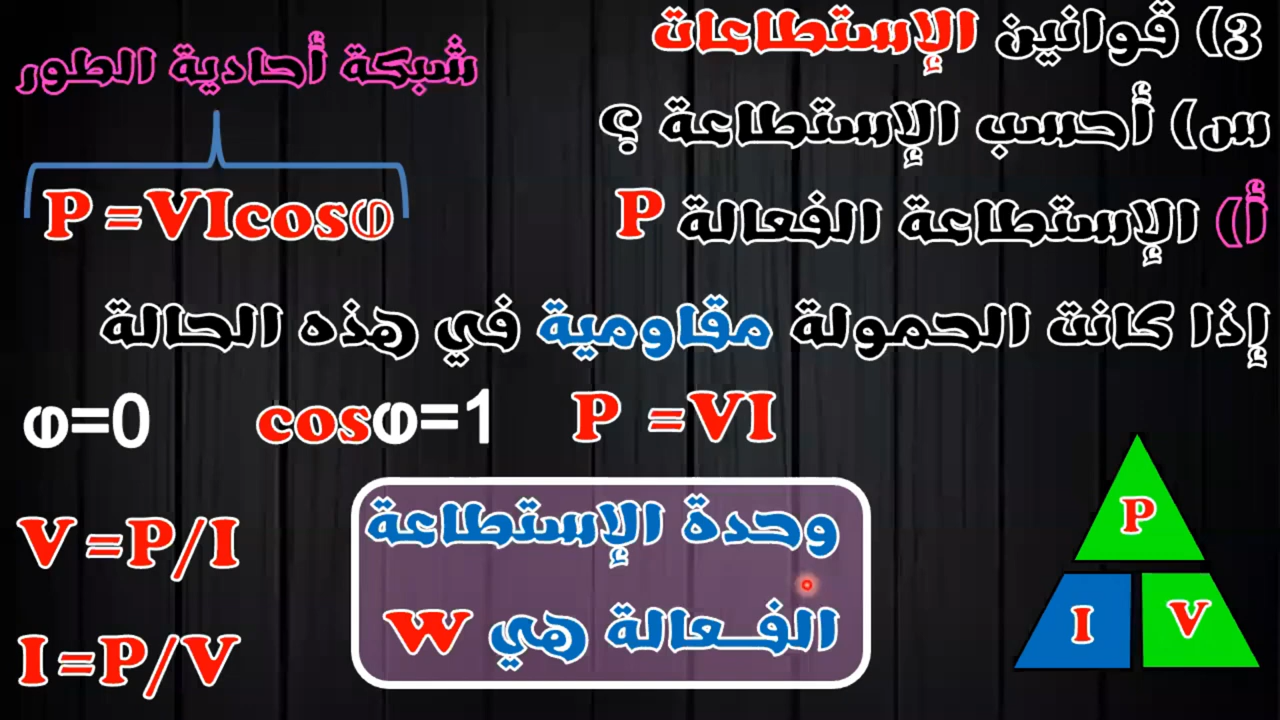 3) قوانين الإستطاعات
شبكة أحادية الطور
س) أحسب الإستطاعة ؟
أ) الإستطاعة الفعالة P
P =VIcosφ
إذا كانت الحمولة مقاومية في هذه الحالة
φ=0 cosφ=1 P =VI
V =P/I
I=P/V
وحدة الإستطاعة
الفـعالة هي W
P
I V